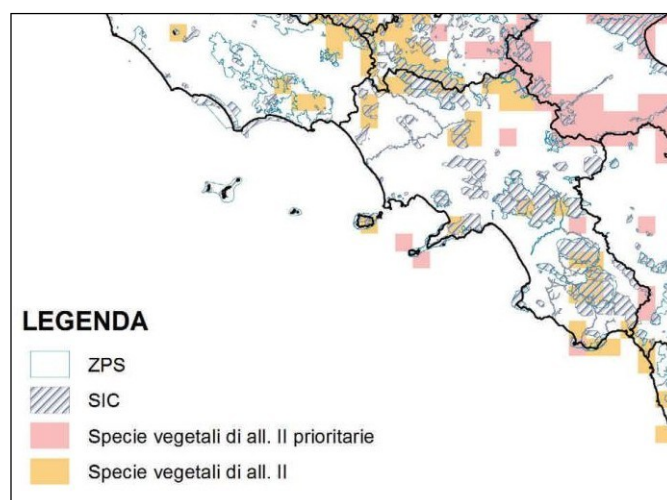 LEGENDA
ZPS
SIC
Specie vegetali di all. II prioritarie
Specie vegetali di all. II